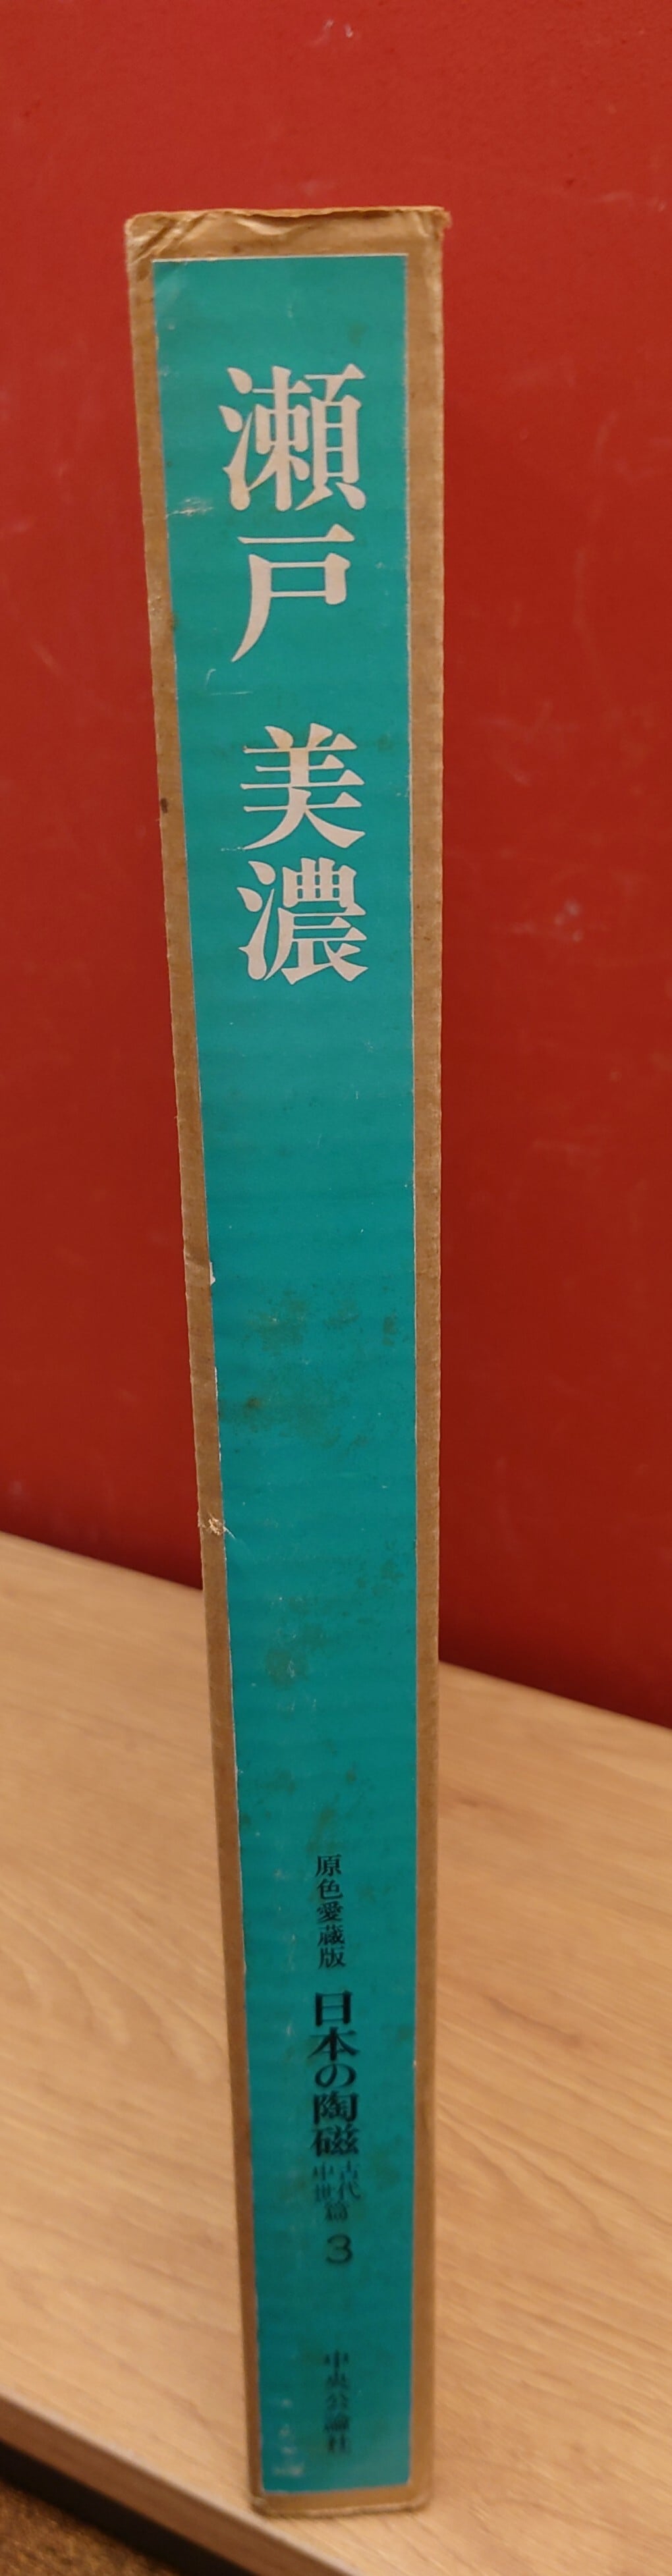 瀬戸 美濃
原色愛蔵版 日本の陶磁 古代中世篇 3
中央公論社